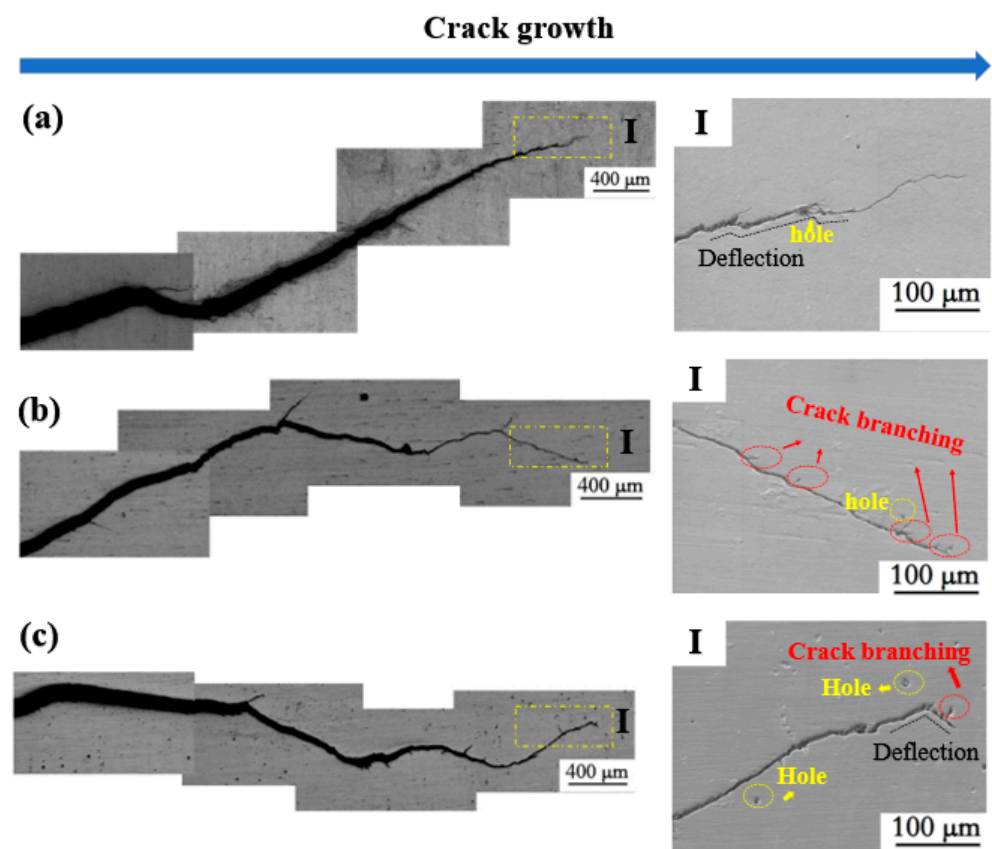 Crack growth
(a)
I
400 μm
I
hole
Deflection
100 μm
(b)
I
400 μm
I
Crack branching
hole
100 μm
(c)
I
400 μm
I
Crack branching
Hole
Deflection
Hole
100 μm